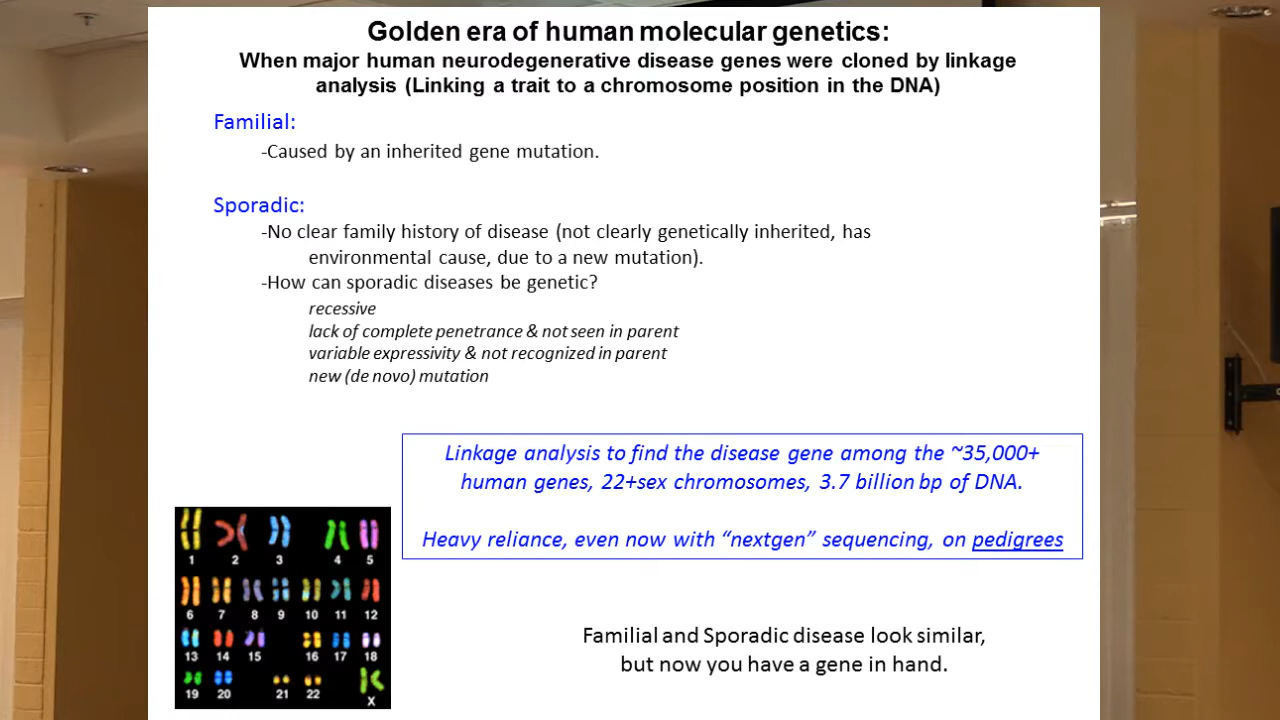 Golden era of human molecular genetics:
When major human neurodegenerative disease genes were cloned by linkage
analysis (Linking a trait to a chromosome position in the DNA)
Familial:
-Caused by an inherited gene mutation.
Sporadic:
-No clear family history of disease (not clearly genetically inherited, has
environmental cause, due to a new mutation).
-How can sporadic diseases be genetic?
recessive
lack of complete penetrance & not seen in parent
variable expressivity & not recognized in parent
new (de novo) mutation
Linkage analysis to find the disease gene among the ~35,000+
human genes, 22+sex chromosomes, 3.7 billion bp of DNA.
Heavy reliance, even now with “nextgen” sequencing, on pedigrees
1 2 3 4 5
6 7 8 9 10 11 12
13 14 15 16 17 18
19 20 21 22 X
Familial and Sporadic disease look similar,
but now you have a gene in hand.